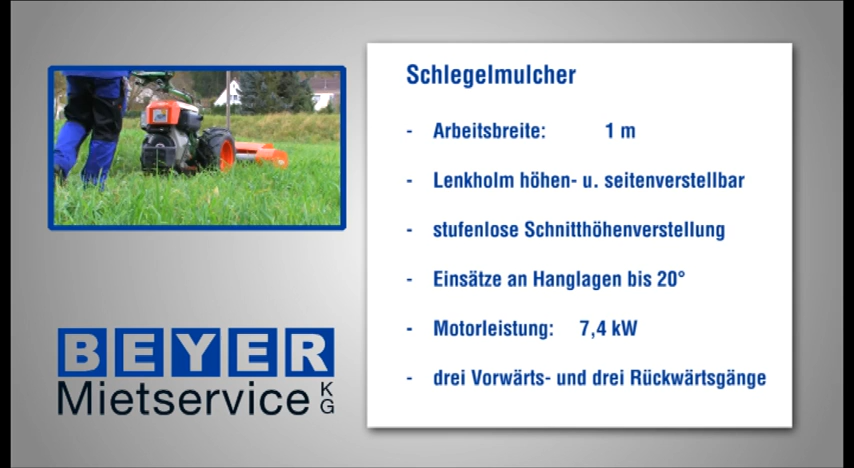 Schlegelmulcher
- Arbeitsbreite: 1 m
- Lenkholm höhen- u. seitenverstellbar
- stufenlose Schnitthöhenverstellung
- Einsätze an Hanglagen bis 20°
- Motorleistung: 7,4 kW
- drei Vorwärts- und drei Rückwärtsgänge
BEYER
Mietservice KG